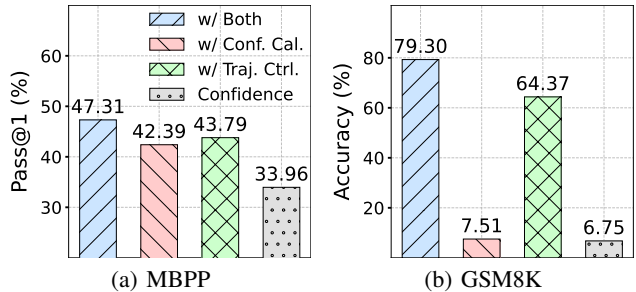 Pass@1 (%)
60
50
40
30
w/ Both
w/ Conf. Cal.
w/ Traj. Ctrl.
Confidence
47.31
42.39
43.79
33.96
(a) MBPP
Accuracy (%)
80
60
40
20
79.30
7.51
64.37
6.75
(b) GSM8K